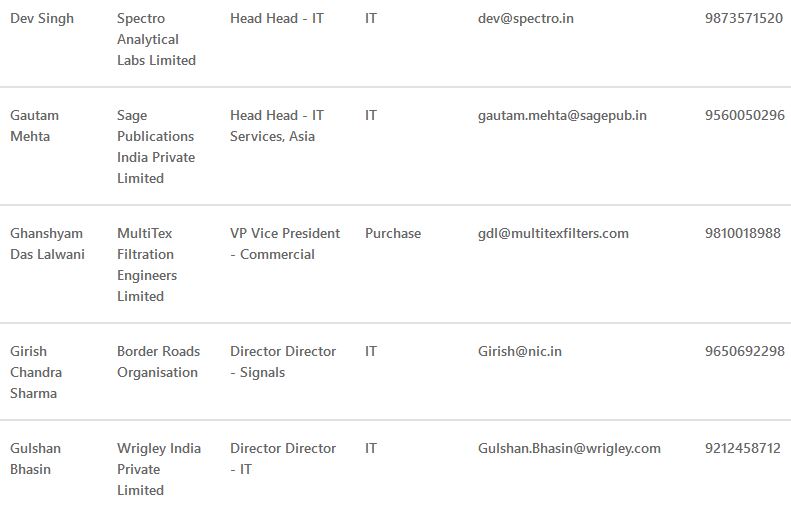 Dev Singh Spectro Head Head - IT IT dev@spectro.in 9873571520
Analytical
Labs Limited
Gautam Sage Head Head - IT IT gautam.mehta@sagepub.in 9560050296
Mehta Publications Services, Asia
India Private
Limited
Ghanshyam MultiTex VP Vice President Purchase gdl@multitexfilters.com 9810018988
Das Lalwani Filtration - Commercial
Engineers
Limited
Girish Border Roads Director Director IT Girish@nic.in 9650692298
Chandra Organisation - Signals
Sharma
Gulshan Wrigley India Director Director IT Gulshan.Bhasin@wrigley.com 9212458712
Bhasin Private - IT
Limited